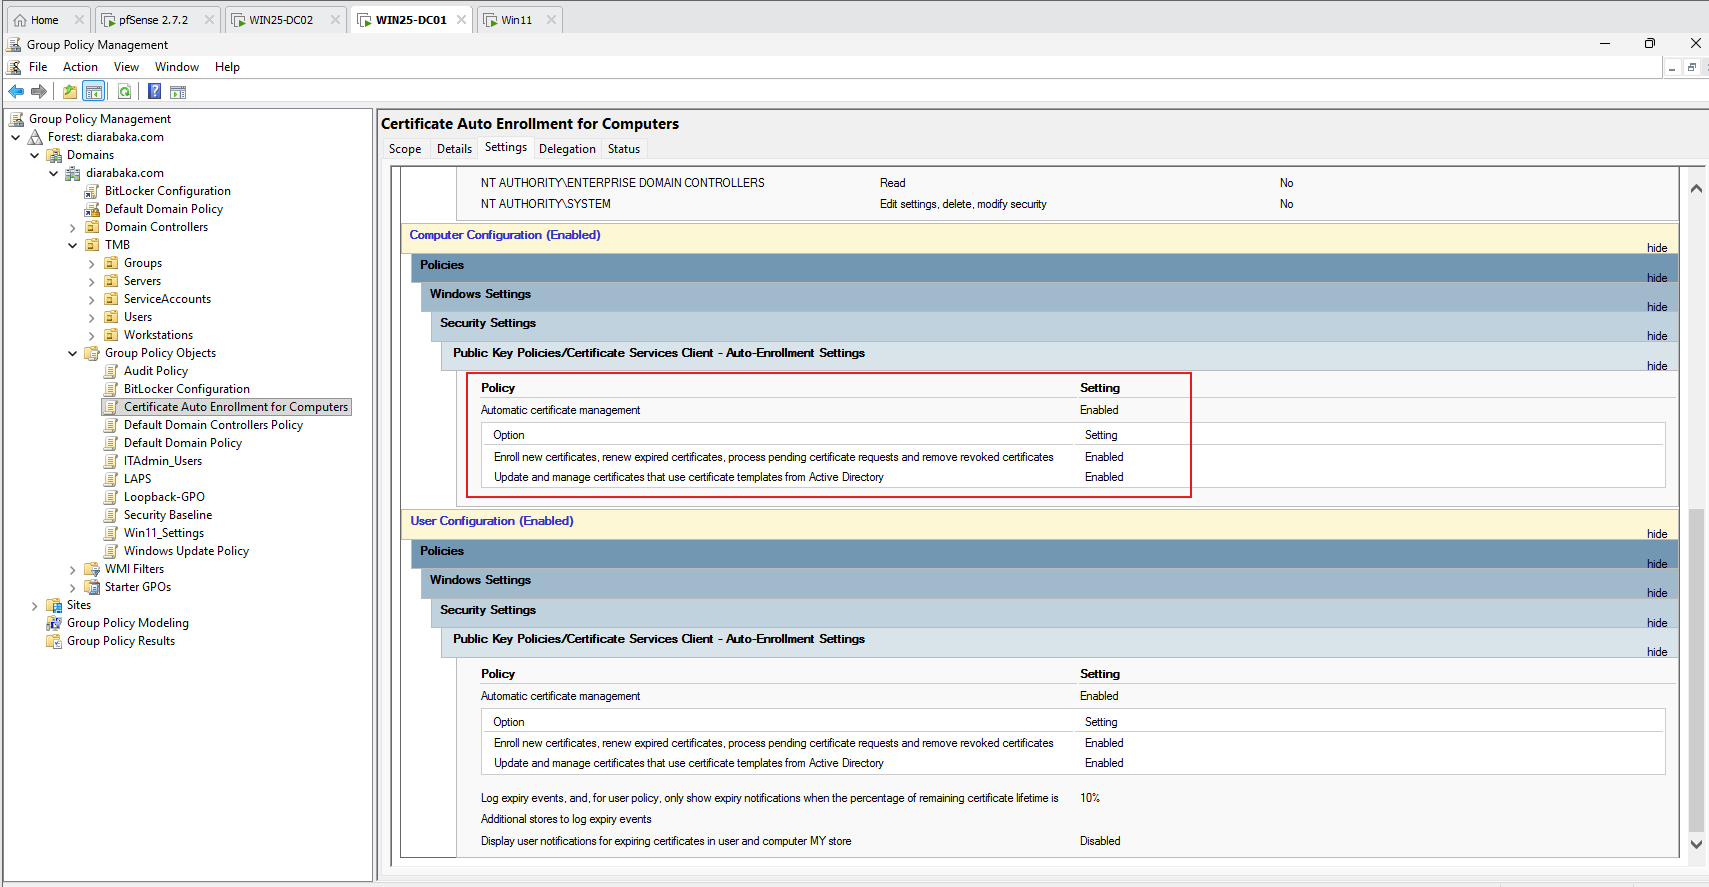 Home pfSense 2.7.2 WIN25-DC02 WIN25-DC01 Win11
Group Policy Management
File Action View Window Help
Group Policy Management
Forest: diarabaka.com
Domains
diarabaka.com
BitLocker Configuration
Default Domain Policy
Domain Controllers
TMB
Groups
Servers
ServiceAccounts
Users
Workstations
Group Policy Objects
Audit Policy
BitLocker Configuration
Certificate Auto Enrollment for Computers
Default Domain Controllers Policy
Default Domain Policy
ITAdmin_Users
LAPS
Loopback-GPO
Security Baseline
Win11_Settings
Windows Update Policy
WMI Filters
Starter GPOs
Sites
Group Policy Modeling
Group Policy Results
Certificate Auto Enrollment for Computers
Scope Details Settings Delegation Status
NT AUTHORITY\ENTERPRISE DOMAIN CONTROLLERS Read No
NT AUTHORITY\SYSTEM Edit settings, delete, modify security No
Computer Configuration (Enabled)
hide
Policies
hide
Windows Settings
hide
Security Settings
hide
Public Key Policies/Certificate Services Client - Auto-Enrollment Settings
hide
Policy Setting
Automatic certificate management Enabled
Option Setting
Enroll new certificates, renew expired certificates, process pending certificate requests and remove revoked certificates Enabled
Update and manage certificates that use certificate templates from Active Directory Enabled
User Configuration (Enabled)
hide
Policies
hide
Windows Settings
hide
Security Settings
hide
Public Key Policies/Certificate Services Client - Auto-Enrollment Settings
hide
Policy Setting
Automatic certificate management Enabled
Option Setting
Enroll new certificates, renew expired certificates, process pending certificate requests and remove revoked certificates Enabled
Update and manage certificates that use certificate templates from Active Directory Enabled
Log expiry events, and, for user policy, only show expiry notifications when the percentage of remaining certificate lifetime is 10%
Additional stores to log expiry events
Display user notifications for expiring certificates in user and computer MY store Disabled